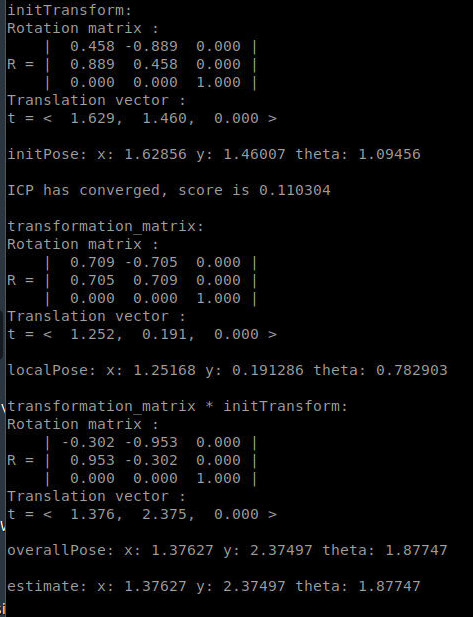 initTransform:
Rotation matrix :
    |  0.458 -0.889  0.000 |
R = |  0.889  0.458  0.000 |
    |  0.000  0.000  1.000 |
Translation vector :
t = <  1.629,  1.460,  0.000 >
initPose: x: 1.62856 y: 1.46007 theta: 1.09456
ICP has converged, score is 0.110304
transformation_matrix:
Rotation matrix :
    |  0.709 -0.705  0.000 |
R = |  0.705  0.709  0.000 |
    |  0.000  0.000  1.000 |
Translation vector :
t = <  1.252,  0.191,  0.000 >
localPose: x: 1.25168 y: 0.191286 theta: 0.782903
transformation_matrix * initTransform:
Rotation matrix :
    | -0.302 -0.953  0.000 |
R = |  0.953 -0.302  0.000 |
    |  0.000  0.000  1.000 |
Translation vector :
t = <  1.376,  2.375,  0.000 >
overallPose: x: 1.37627 y: 2.37497 theta: 1.87747
estimate: x: 1.37627 y: 2.37497 theta: 1.87747